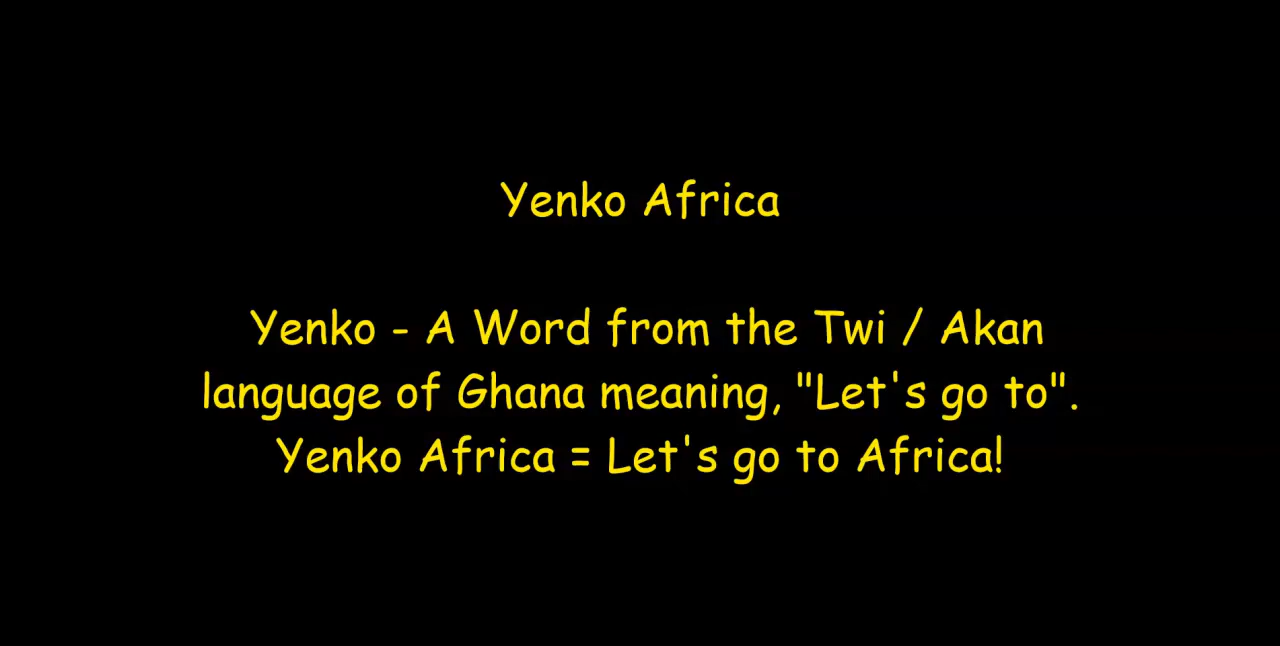 Yenko Africa
Yenko - A Word from the Twi / Akan
language of Ghana meaning, "Let's go to".
Yenko Africa = Let's go to Africa!